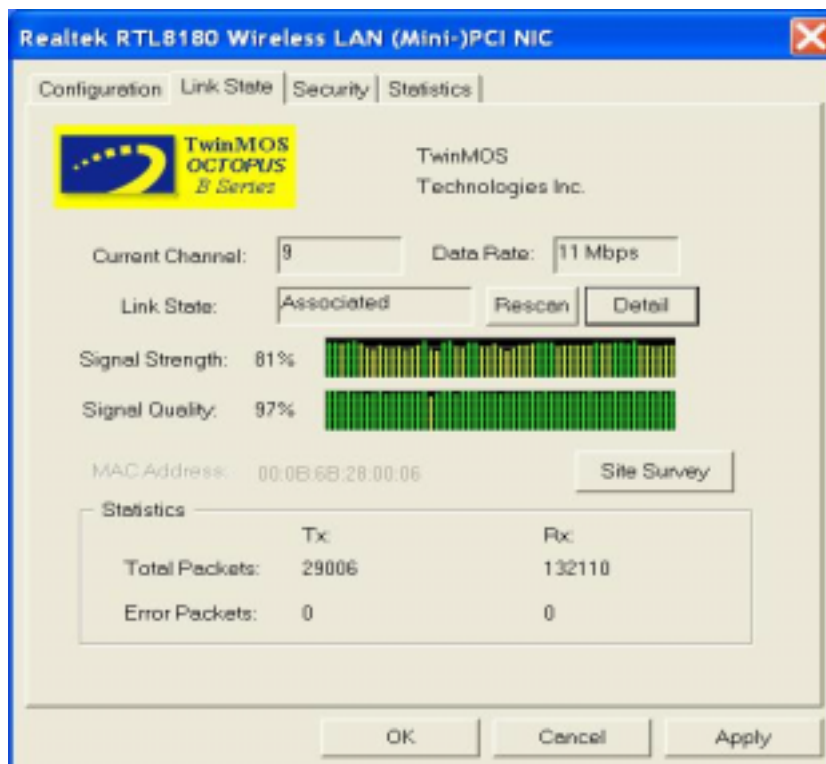 Realtek RTL8180 Wireless LAN (Mini-)PCI NIC
Configuration Link State Security Statistics
TwinMOS
OCTOPUS
B Series
TwinMOS
Technologies Inc.
Current Channel: 9 Data Rate: 11 Mbps
Link State: Associated Rescan Detail
Signal Strength: 81%
Signal Quality: 97%
MAC Address: 00:0B:6B:28:00:06 Site Survey
Statistics
Tx: Rx:
Total Packets: 29006 132110
Error Packets: 0 0
OK Cancel Apply